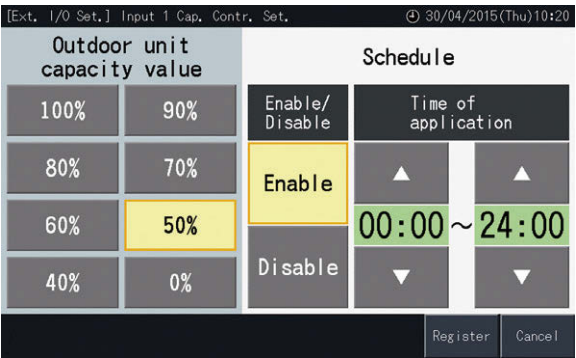 [Ext. I/O Set.] Input 1 Cap. Contr. Set.
30/04/2015(Thu)10:20
Outdoor unit
capacity value
100%
90%
80%
70%
60%
50%
40%
0%
Schedule
Enable/
Disable
Time of
application
Enable
Disable
00:00 ~ 24:00
Register
Cancel